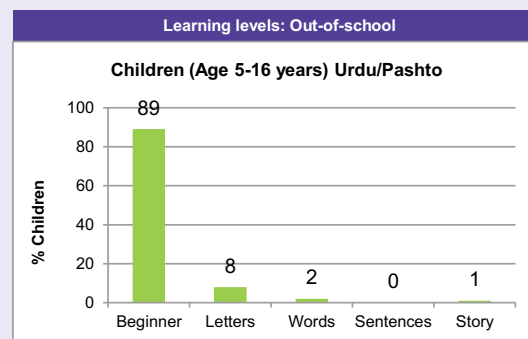 Learning levels: Out-of-school
Children (Age 5-16 years) Urdu/Pashto
% Children
100
80
60
40
20
0
89
8
2
0
1
Beginner Letters Words Sentences Story